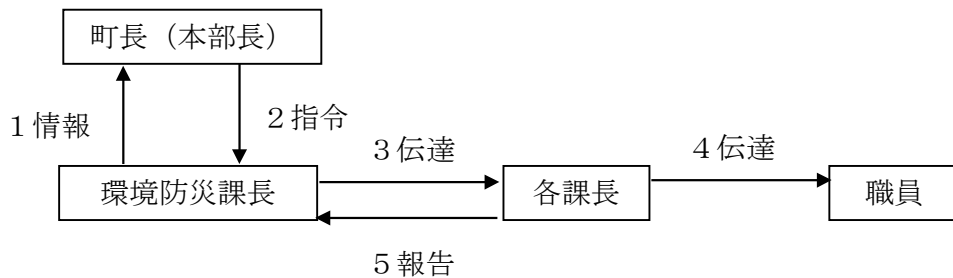 町長（本部長）
１情報
２指令
３伝達
４伝達
環境防災課長
各課長
職員
５報告